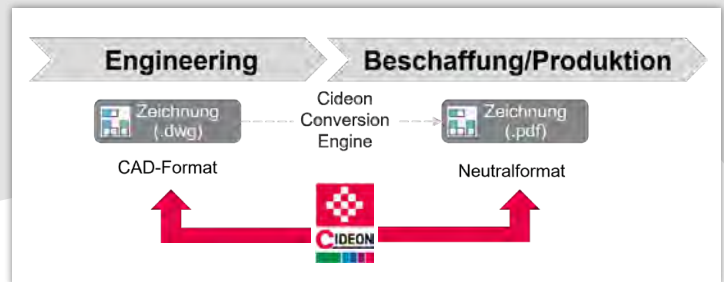 Engineering
Beschaffung/Produktion
Zeichnung
(.dwg)
Cideon
Conversion
Engine
Zeichnung
(.pdf)
CAD-Format
Neutralformat
CIDEON